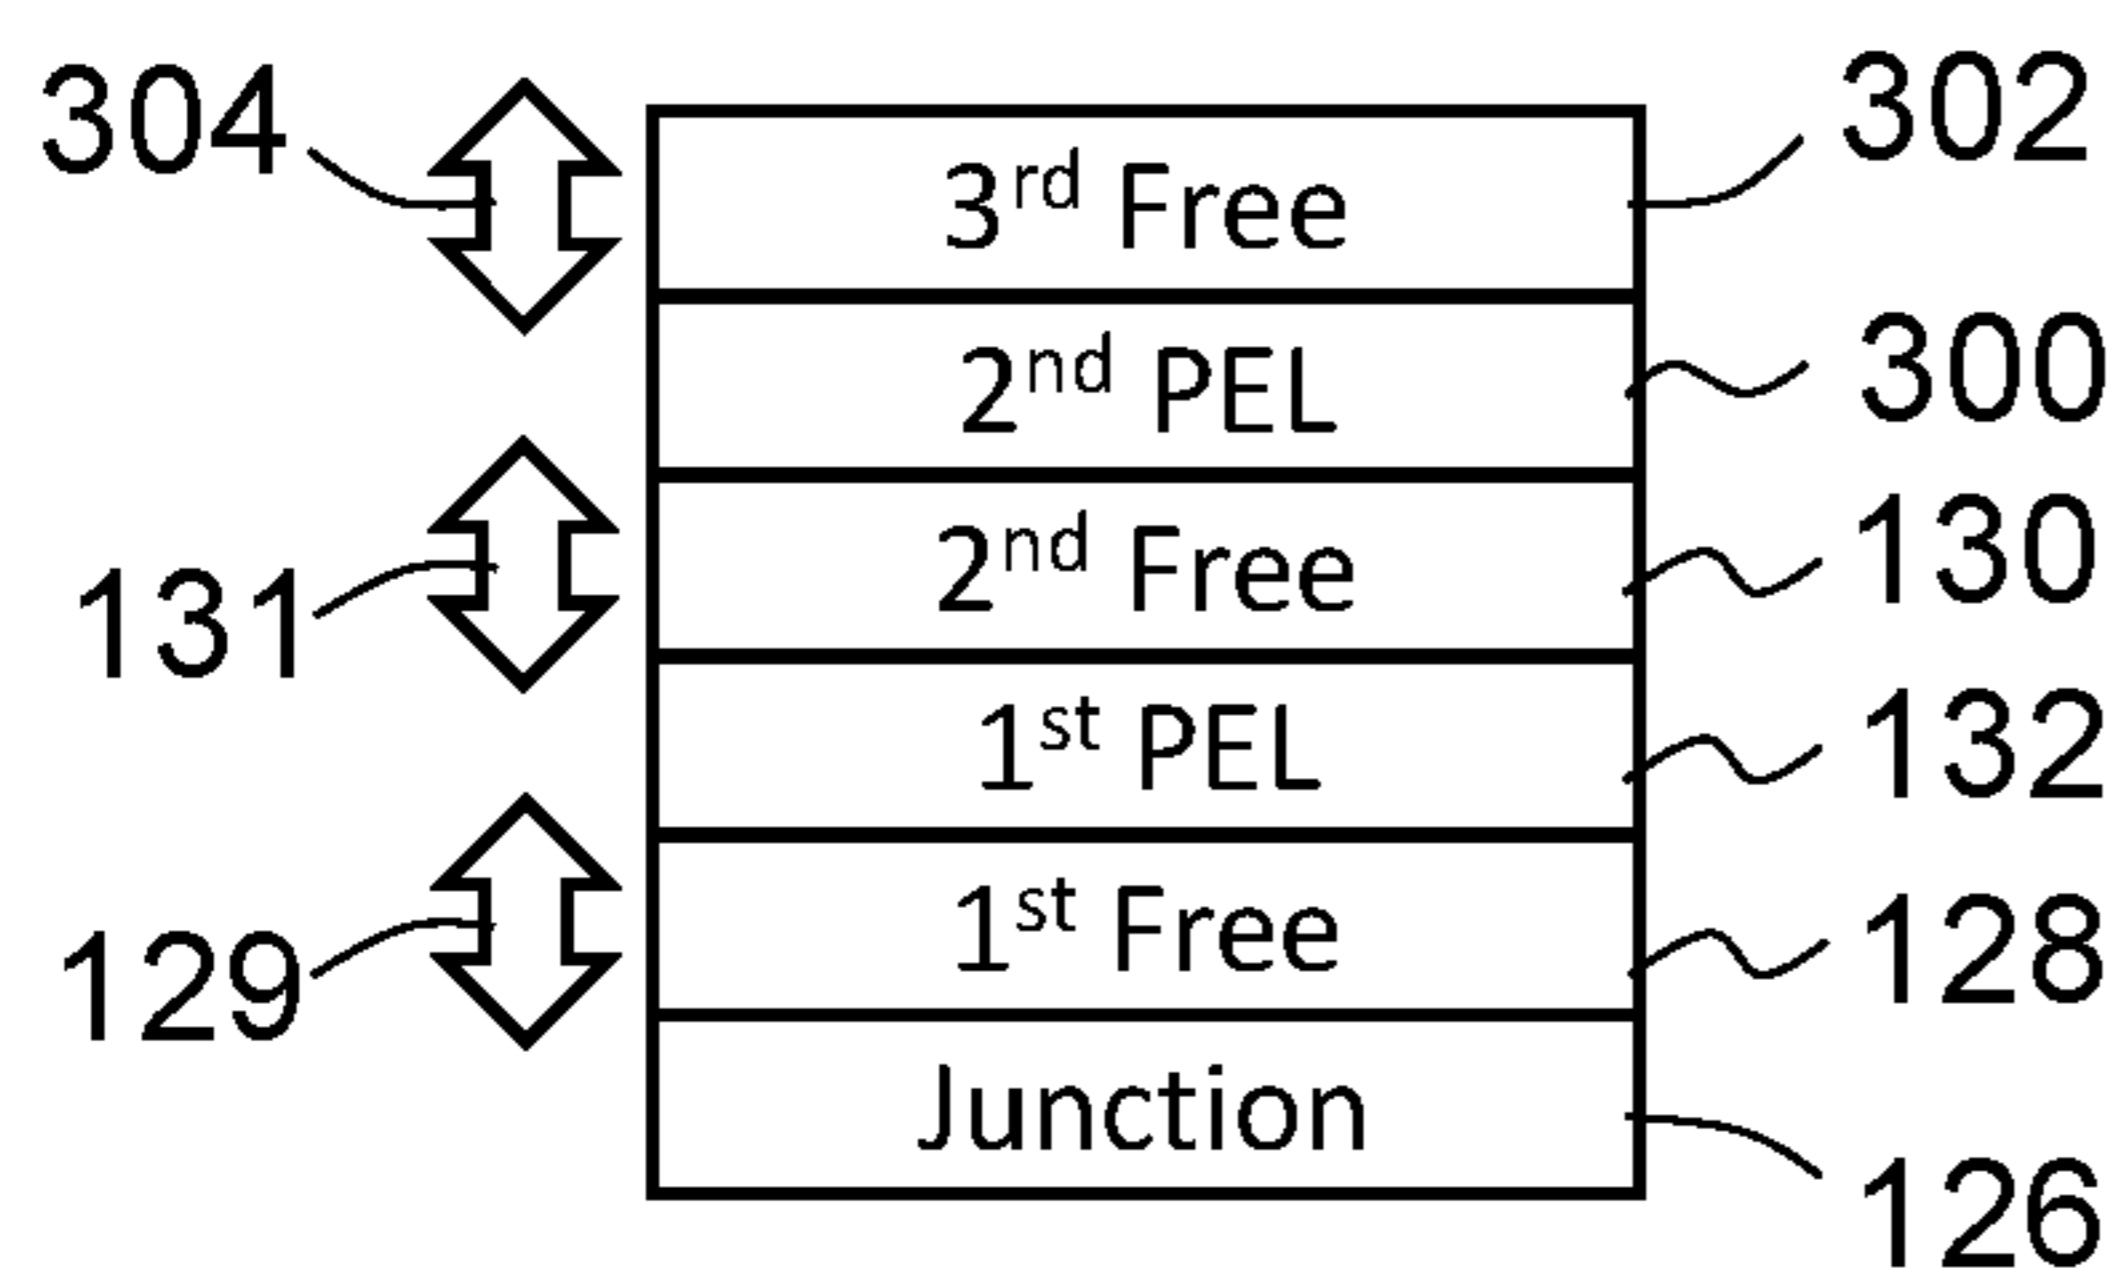 304 3rd Free 302
2nd PEL 300
131 2nd Free 130
1st PEL 132
129 1st Free 128
Junction 126